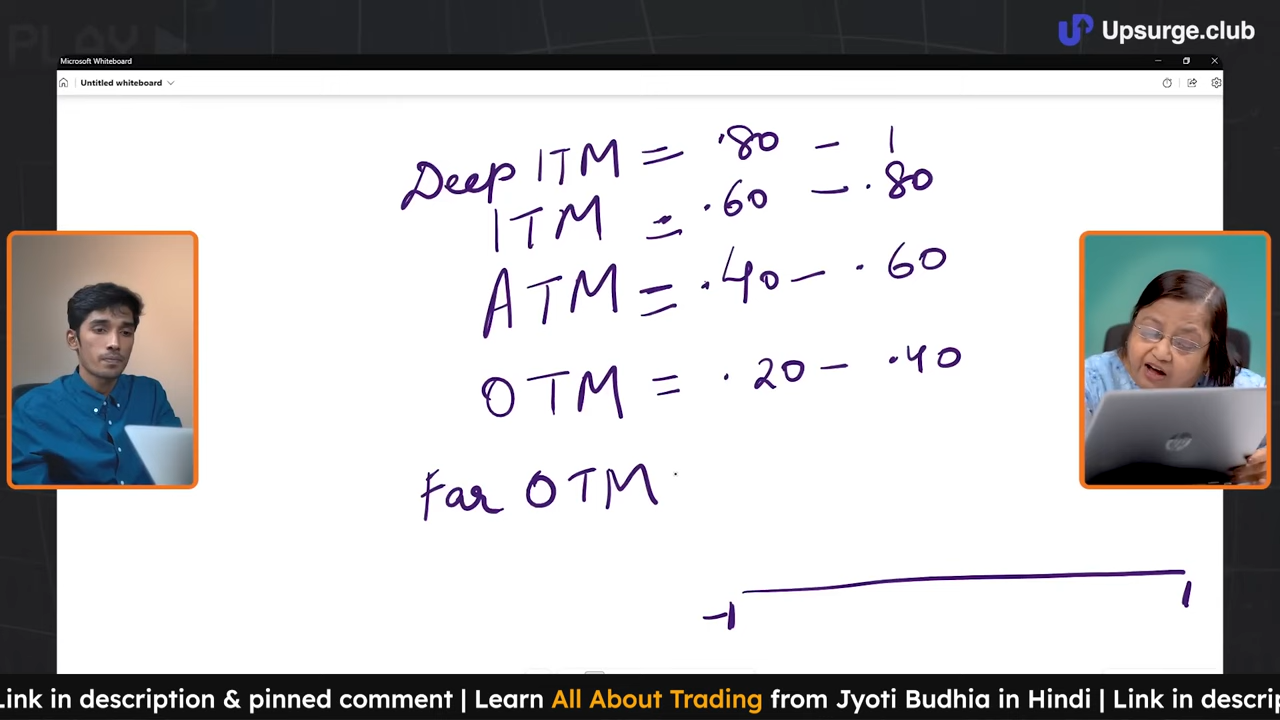 PLAY
Upsurge.club
Microsoft Whiteboard
Untitled whiteboard
Deep ITM = .80 - 1
ITM = .60 - .80
ATM = .40 - .60
OTM = .20 - .40
Far OTM
-1 1
Link in description & pinned comment | Learn All About Trading from Jyoti Budhia in Hindi | Link in descrip